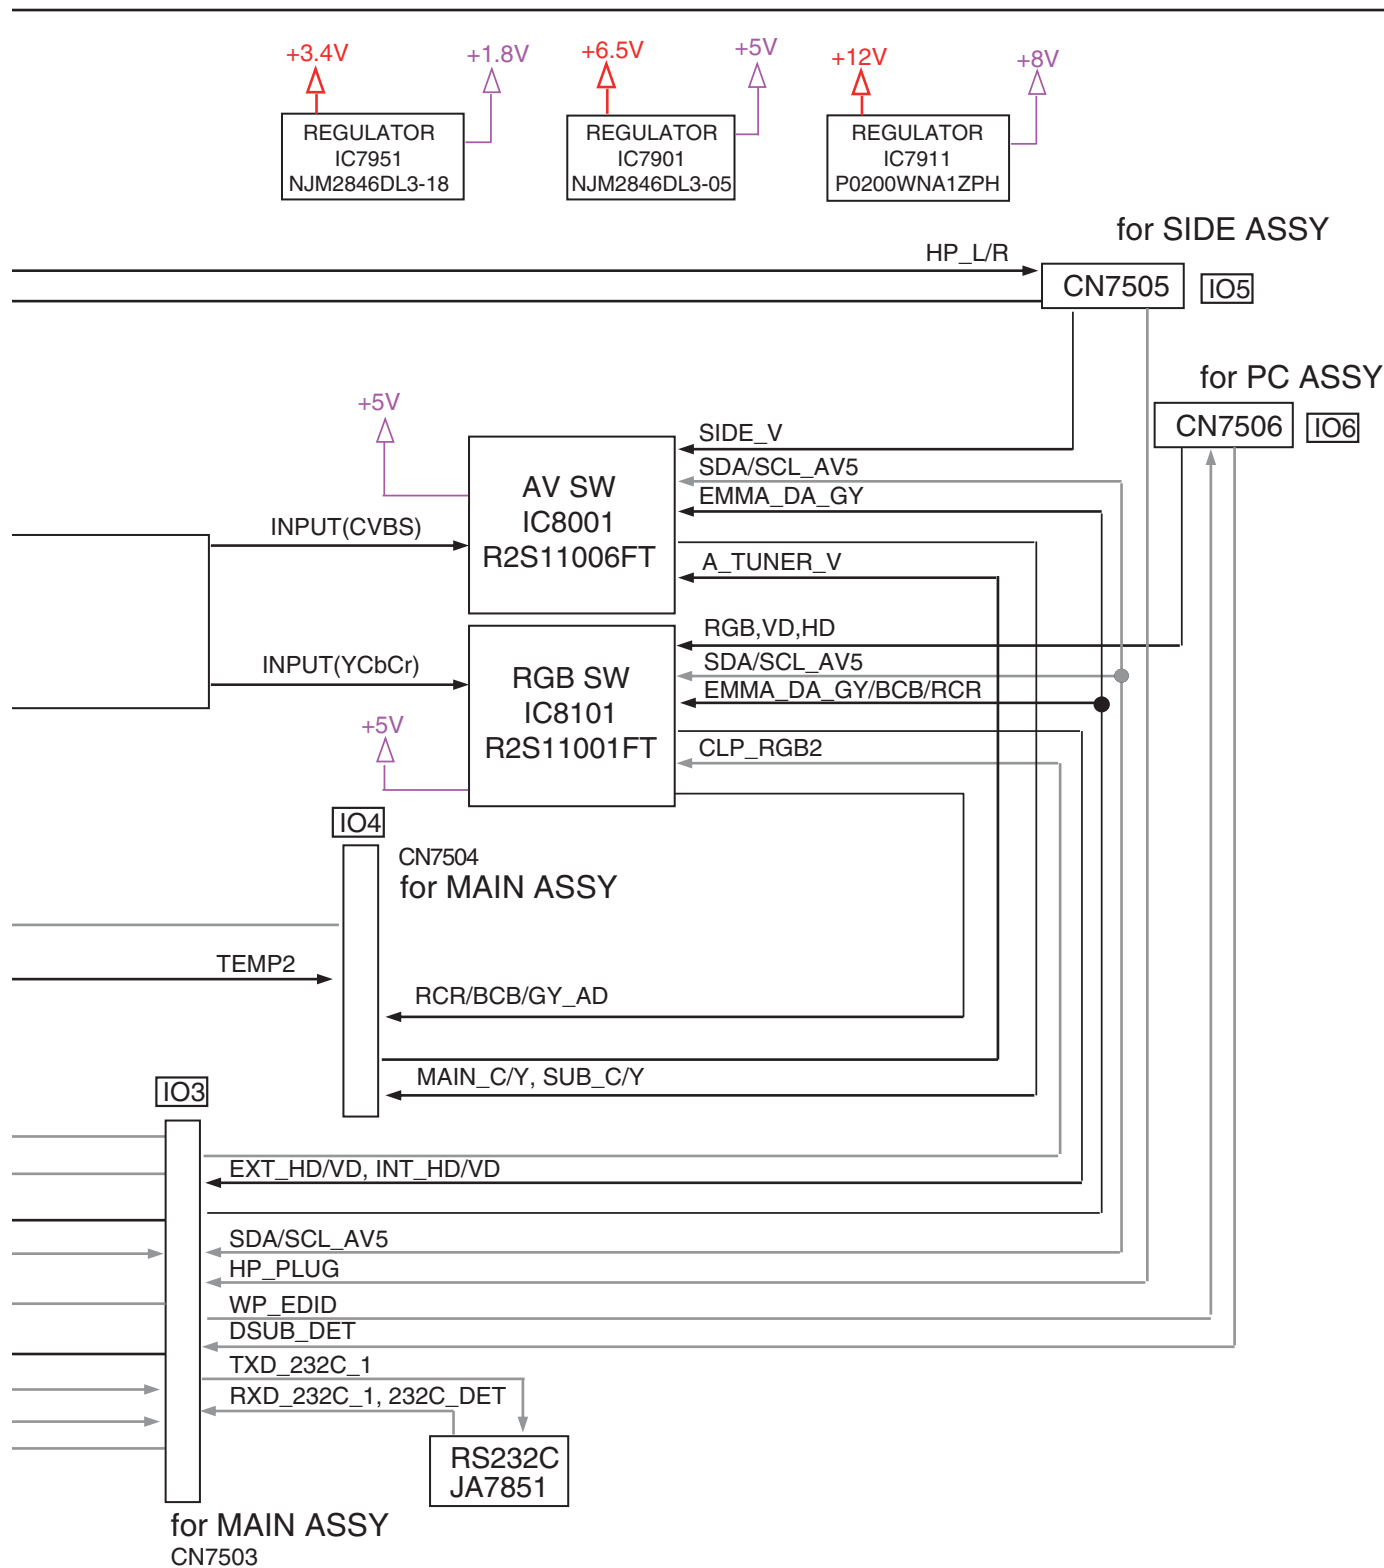 +3.4V
+1.8V
+6.5V
+5V
+12V
+8V
REGULATOR
IC7951
NJM2846DL3-18
REGULATOR
IC7901
NJM2846DL3-05
REGULATOR
IC7911
P0200WNA1ZPH
for SIDE ASSY
HP_L/R
CN7505
IO5
for PC ASSY
CN7506
IO6
+5V
SIDE_V
SDA/SCL_AV5
EMMA_DA_GY
AV SW
IC8001
R2S11006FT
INPUT(CVBS)
A_TUNER_V
RGB,VD,HD
SDA/SCL_AV5
EMMA_DA_GY/BCB/RCR
INPUT(YCbCr)
RGB SW
IC8101
R2S11001FT
+5V
CLP_RGB2
IO4
CN7504
for MAIN ASSY
TEMP2
RCR/BCB/GY_AD
MAIN_C/Y, SUB_C/Y
IO3
EXT_HD/VD, INT_HD/VD
SDA/SCL_AV5
HP_PLUG
WP_EDID
DSUB_DET
TXD_232C_1
RXD_232C_1, 232C_DET
RS232C
JA7851
for MAIN ASSY
CN7503